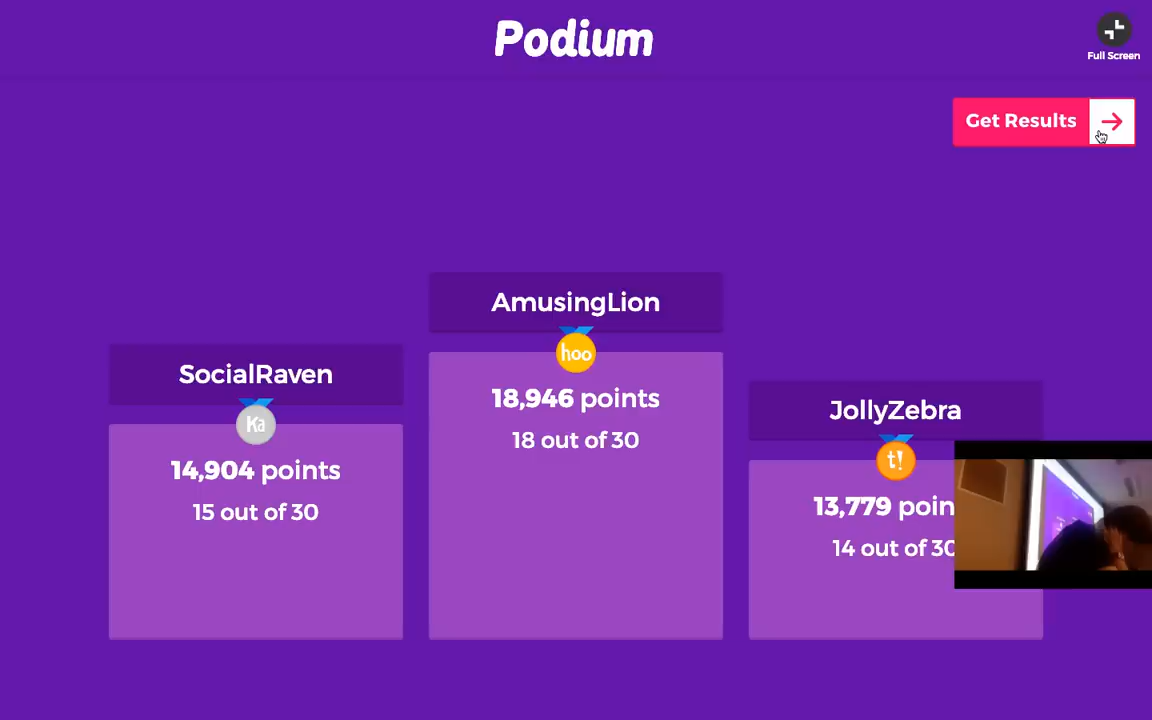 Podium
Full Screen
Get Results
AmusingLion
hoo
18,946 points
18 out of 30
SocialRaven
Ka
14,904 points
15 out of 30
JollyZebra
t!
13,779 poin
14 out of 30